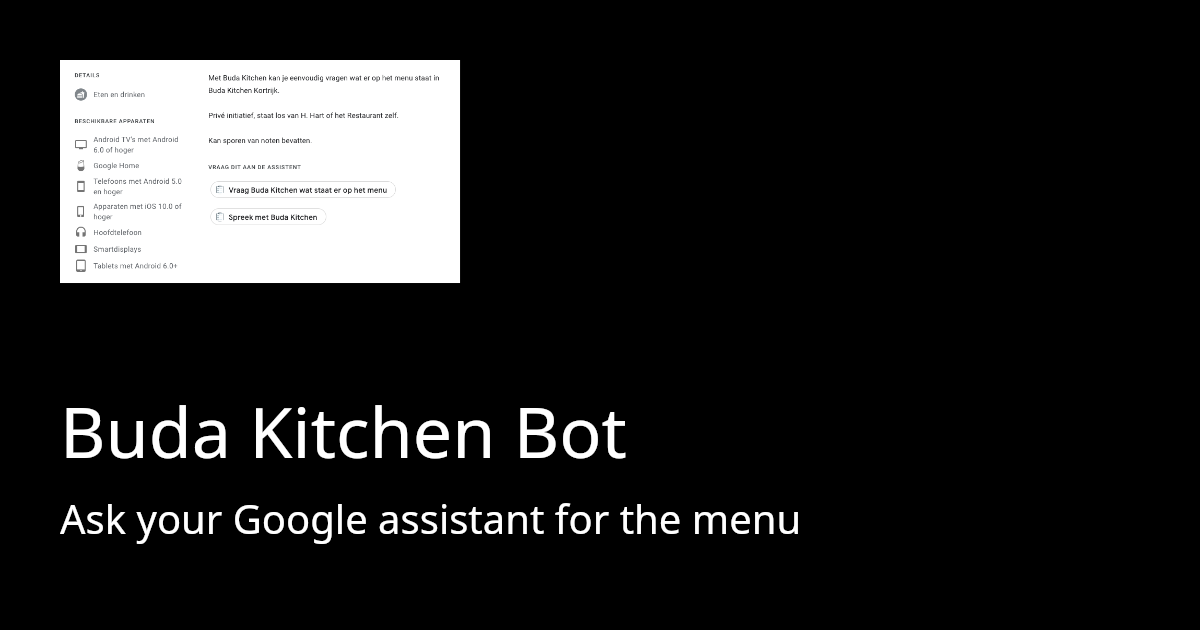 DETAILS
Eten en drinken
BESCHIKBARE APPARATEN
Android TV's met Android
6.0 of hoger
Google Home
Telefoons met Android 5.0
en hoger
Apparaten met iOS 10.0 of
hoger
Hoofdtelefoon
Smartdisplays
Tablets met Android 6.0+
Met Buda Kitchen kan je eenvoudig vragen wat er op het menu staat in
Buda Kitchen Kortrijk.
Privé initiatief, staat los van H. Hart of het Restaurant zelf.
Kan sporen van noten bevatten.
VRAAG DIT AAN DE ASSISTENT
Vraag Buda Kitchen wat staat er op het menu
Spreek met Buda Kitchen
Buda Kitchen Bot
Ask your Google assistant for the menu